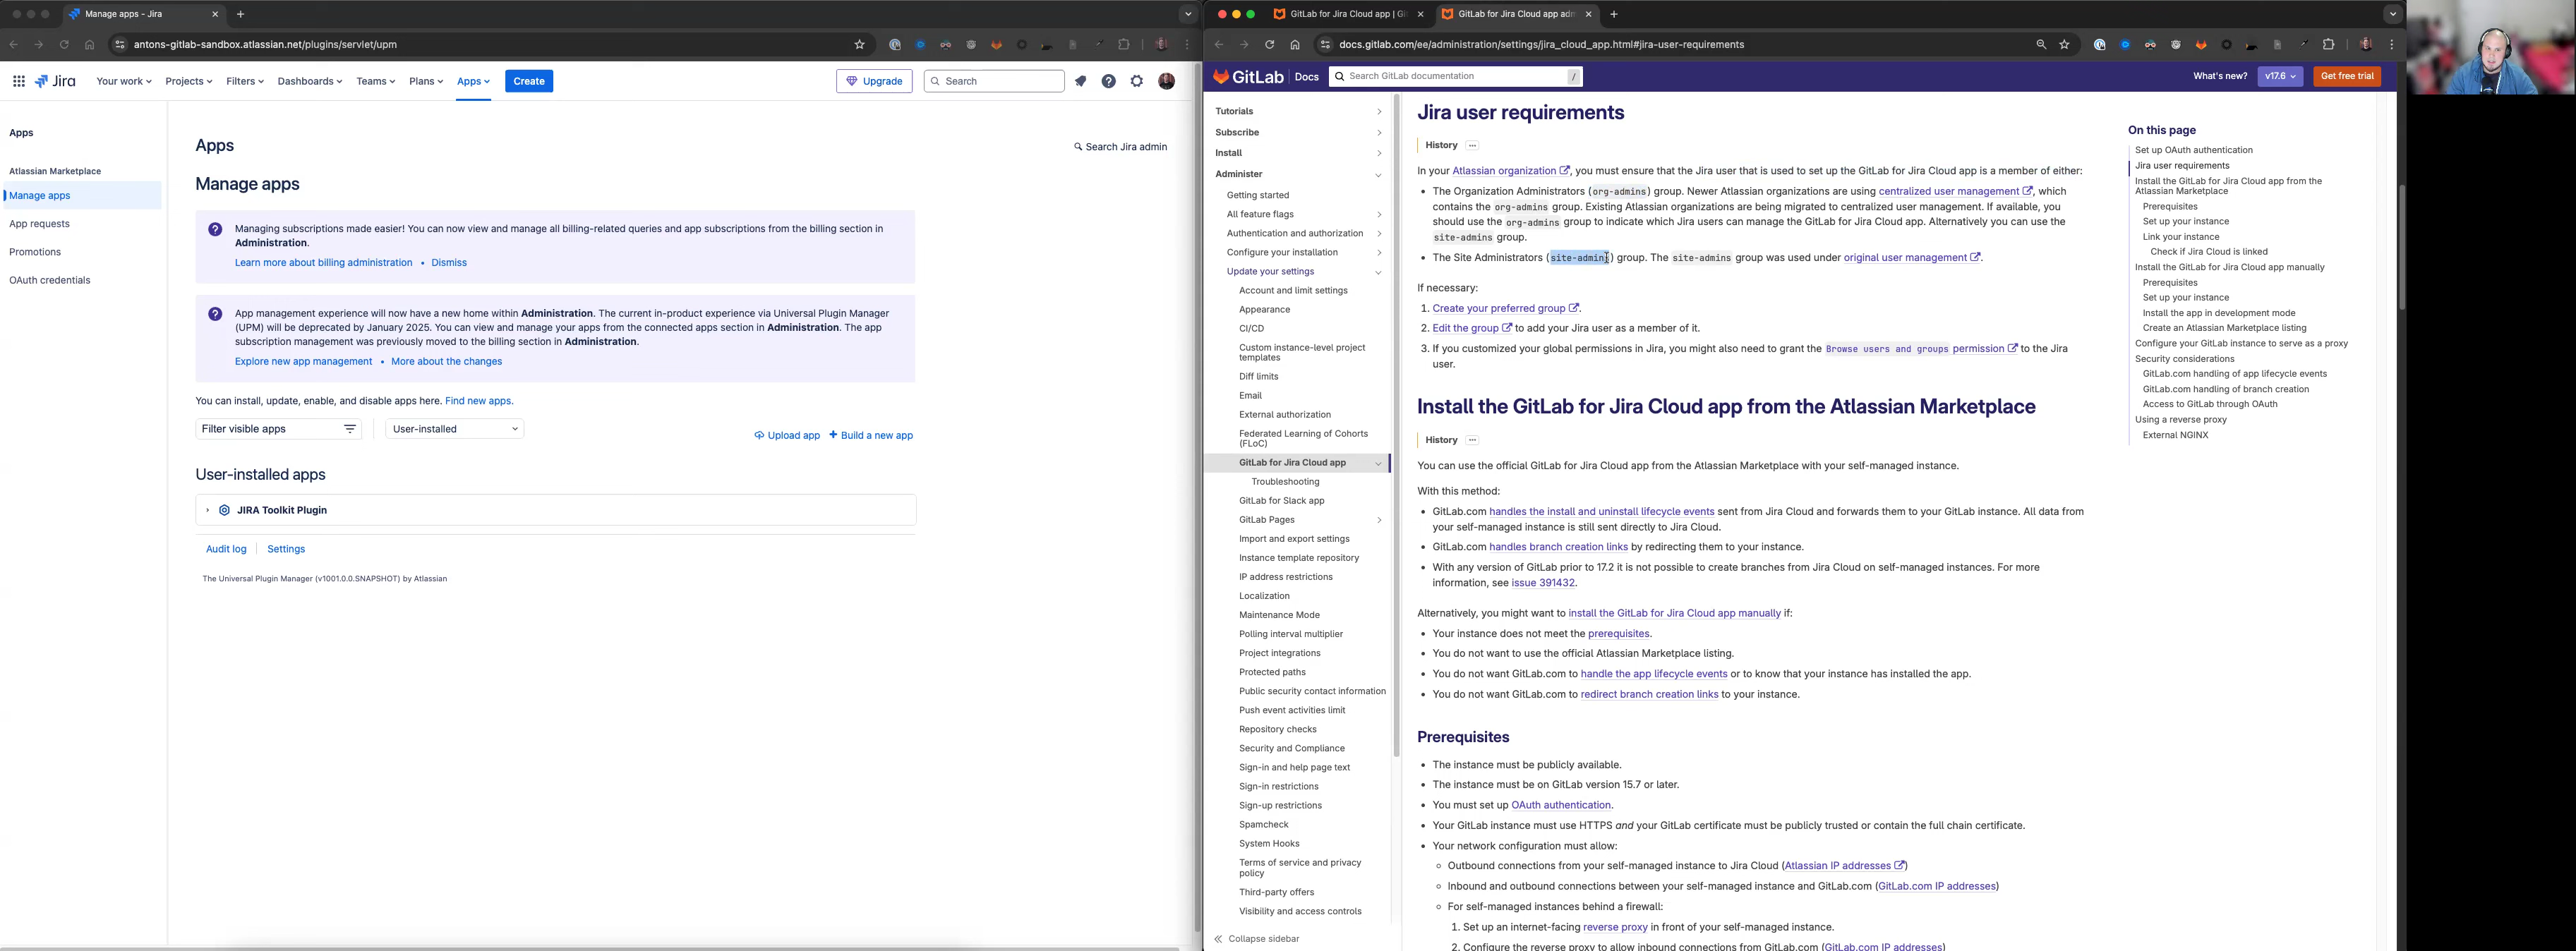 Manage apps - Jira
antons-gitlab-sandbox.atlassian.net/plugins/servlet/upm
Jira
Your work
Projects
Filters
Dashboards
Teams
Plans
Apps
Create
Upgrade
Search
Apps
Atlassian Marketplace
Manage apps
App requests
Promotions
OAuth credentials
Apps
Search Jira admin
Manage apps
Managing subscriptions made easier! You can now view and manage all billing-related queries and app subscriptions from the billing section in
Administration.
Learn more about billing administration • Dismiss
App management experience will now have a new home within Administration. The current in-product experience via Universal Plugin Manager
(UPM) will be deprecated by January 2025. You can view and manage your apps from the connected apps section in Administration. The app
subscription management was previously moved to the billing section in Administration.
Explore new app management • More about the changes
You can install, update, enable, and disable apps here. Find new apps.
Filter visible apps
User-installed
Upload app
Build a new app
User-installed apps
JIRA Toolkit Plugin
Audit log
Settings
The Universal Plugin Manager (v1001.0.0.SNAPSHOT) by Atlassian
GitLab for Jira Cloud app | Gi
GitLab for Jira Cloud app adm
docs.gitlab.com/ee/administration/settings/jira_cloud_app.html#jira-user-requirements
GitLab Docs
Search GitLab documentation /
What's new?
v17.6
Get free trial
Tutorials
Subscribe
Install
Administer
Getting started
All feature flags
Authentication and authorization
Configure your installation
Update your settings
Account and limit settings
Appearance
CI/CD
Custom instance-level project
templates
Diff limits
Email
External authorization
Federated Learning of Cohorts
(FLoC)
GitLab for Jira Cloud app
Troubleshooting
GitLab for Slack app
GitLab Pages
Import and export settings
Instance template repository
IP address restrictions
Localization
Maintenance Mode
Polling interval multiplier
Project integrations
Protected paths
Public security contact information
Push event activities limit
Repository checks
Security and Compliance
Sign-in and help page text
Sign-in restrictions
Sign-up restrictions
Spamcheck
System Hooks
Terms of service and privacy
policy
Third-party offers
Visibility and access controls
Collapse sidebar
Jira user requirements
History ...
In your Atlassian organization, you must ensure that the Jira user that is used to set up the GitLab for Jira Cloud app is a member of either:
• The Organization Administrators (org-admins) group. Newer Atlassian organizations are using centralized user management, which
contains the org-admins group. Existing Atlassian organizations are being migrated to centralized user management. If available, you
should use the org-admins group to indicate which Jira users can manage the GitLab for Jira Cloud app. Alternatively you can use the
site-admins group.
• The Site Administrators (site-admins) group. The site-admins group was used under original user management.
If necessary:
1. Create your preferred group.
2. Edit the group to add your Jira user as a member of it.
3. If you customized your global permissions in Jira, you might also need to grant the Browse users and groups permission to the Jira
user.
Install the GitLab for Jira Cloud app from the Atlassian Marketplace
History ...
You can use the official GitLab for Jira Cloud app from the Atlassian Marketplace with your self-managed instance.
With this method:
• GitLab.com handles the install and uninstall lifecycle events sent from Jira Cloud and forwards them to your GitLab instance. All data from
your self-managed instance is still sent directly to Jira Cloud.
• GitLab.com handles branch creation links by redirecting them to your instance.
• With any version of GitLab prior to 17.2 it is not possible to create branches from Jira Cloud on self-managed instances. For more
information, see issue 391432.
Alternatively, you might want to install the GitLab for Jira Cloud app manually if:
• Your instance does not meet the prerequisites.
• You do not want to use the official Atlassian Marketplace listing.
• You do not want GitLab.com to handle the app lifecycle events or to know that your instance has installed the app.
• You do not want GitLab.com to redirect branch creation links to your instance.
Prerequisites
• The instance must be publicly available.
• The instance must be on GitLab version 15.7 or later.
• You must set up OAuth authentication.
• Your GitLab instance must use HTTPS and your GitLab certificate must be publicly trusted or contain the full chain certificate.
• Your network configuration must allow:
Outbound connections from your self-managed instance to Jira Cloud (Atlassian IP addresses)
Inbound and outbound connections between your self-managed instance and GitLab.com (GitLab.com IP addresses)
For self-managed instances behind a firewall:
1. Set up an internet-facing reverse proxy in front of your self-managed instance.
2. Configure the reverse proxy to allow inbound connections from GitLab.com (GitLab.com IP addresses)
On this page
Set up OAuth authentication
Jira user requirements
Install the GitLab for Jira Cloud app from the
Atlassian Marketplace
Prerequisites
Set up your instance
Link your instance
Check if Jira Cloud is linked
Install the GitLab for Jira Cloud app manually
Prerequisites
Set up your instance
Install the app in development mode
Create an Atlassian Marketplace listing
Configure your GitLab instance to serve as a proxy
Security considerations
GitLab.com handling of app lifecycle events
GitLab.com handling of branch creation
Access to GitLab through OAuth
Using a reverse proxy
External NGINX